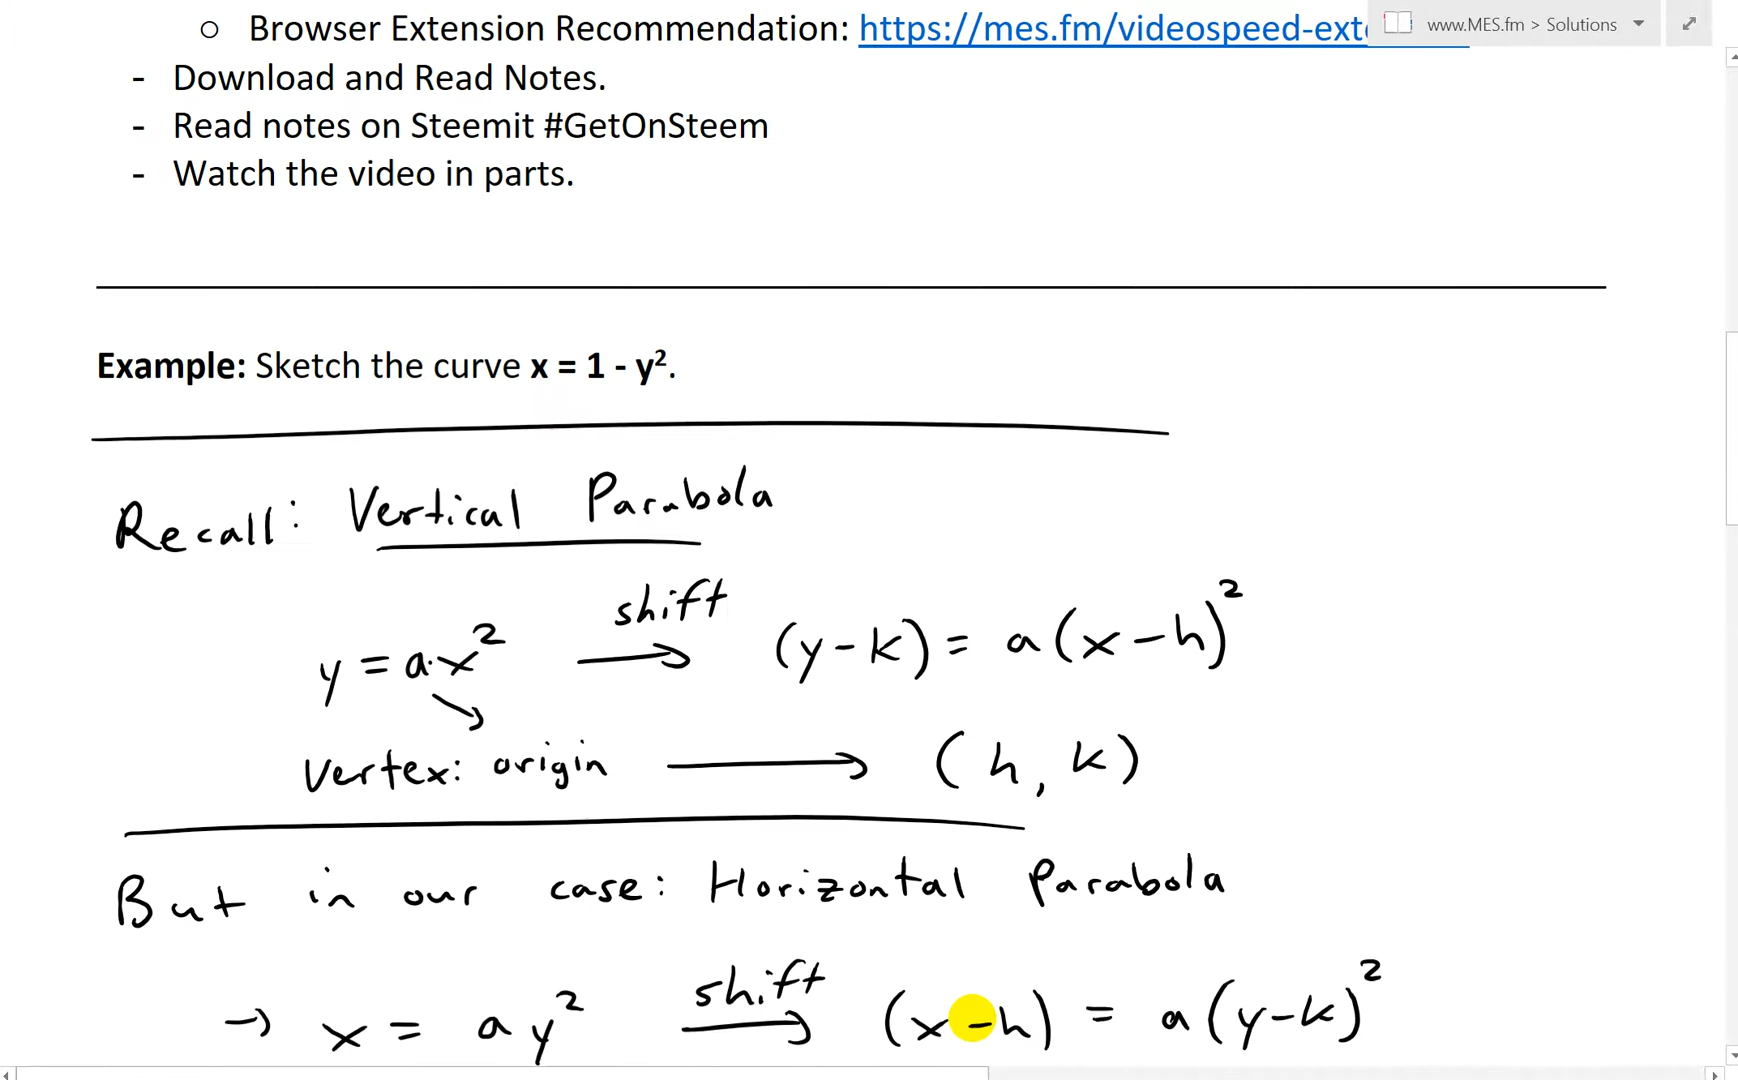 ○ Browser Extension Recommendation: https://mes.fm/videospeed-exte
www.MES.fm > Solutions
- Download and Read Notes.
- Read notes on Steemit #GetOnSteem
- Watch the video in parts.
Example: Sketch the curve x = 1 - y².
Recall: Vertical Parabola
y = a·x² shift → (y-k) = a(x-h)²
Vertex: origin → (h, k)
But in our case: Horizontal Parabola
→ x = ay² shift → (x-h) = a(y-k)²